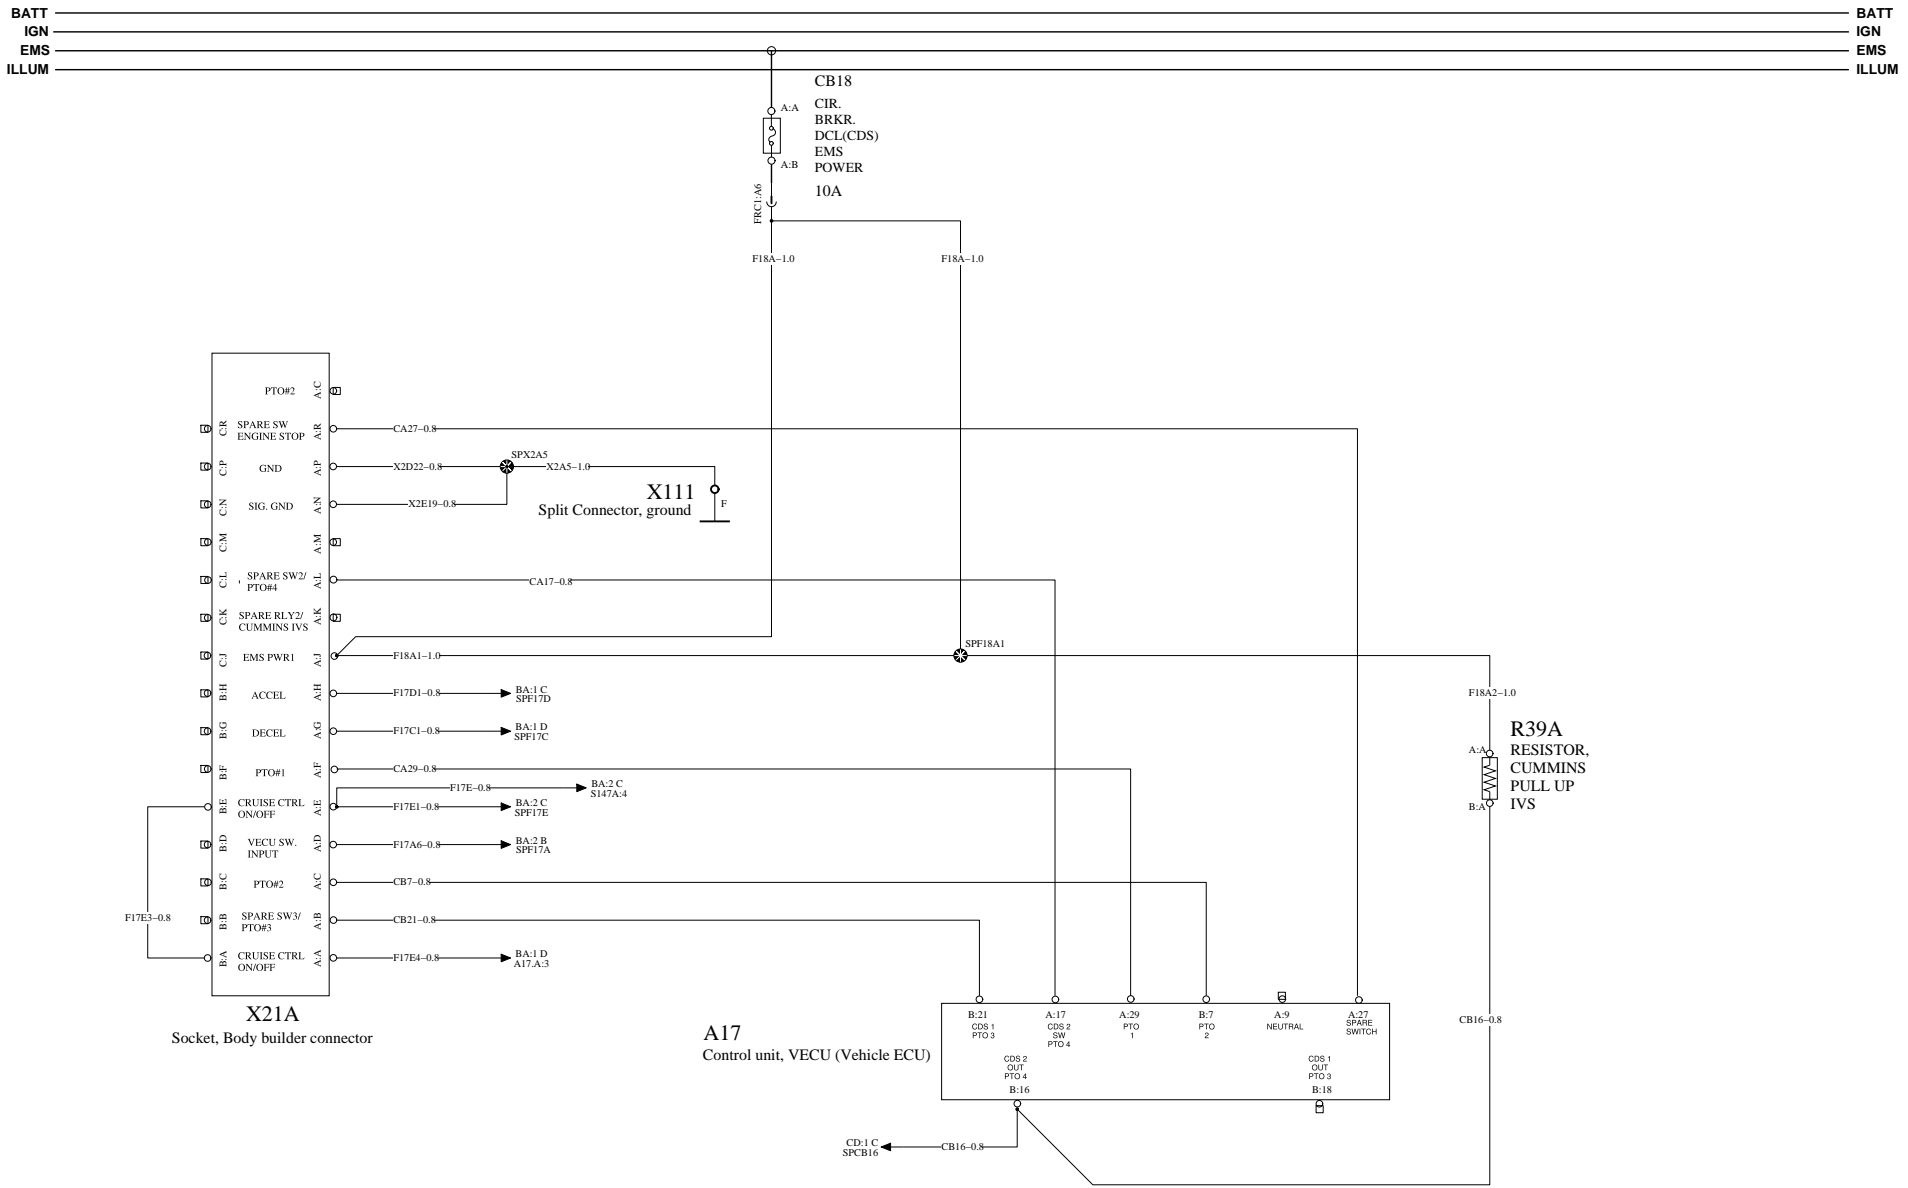 BATT
BATT
IGN
IGN
EMS
EMS
ILLUM
ILLUM
CB18
A:A
CIR.
BRKR.
DCL(CDS)
EMS
POWER
A:B
10A
FRC1:A6
F18A–1.0
F18A–1.0
PTO#2
A:C
C:R
SPARE SW
ENGINE STOP
A:R
CA27–0.8
C:P
GND
A:P
X2D22–0.8
SPX2A5
X2A5–1.0
C:N
SIG. GND
A:N
X2E19–0.8
X111
Split Connector, ground
F
C:M
A:M
C:L
SPARE SW2/
PTO#4
A:L
CA17–0.8
C:K
SPARE RLY2/
CUMMINS IVS
A:K
C:J
EMS PWR1
A:J
F18A1–1.0
SPF18A1
B:H
ACCEL
A:H
F17D1–0.8
BA:1 C
SPF17D
F18A2–1.0
B:G
DECEL
A:G
F17C1–0.8
BA:1 D
SPF17C
R39A
A:A
RESISTOR,
CUMMINS
PULL UP
IVS
B:A
B:F
PTO#1
A:F
CA29–0.8
F17E–0.8
BA:2 C
S147A:4
B:E
CRUISE CTRL
ON/OFF
A:E
F17E1–0.8
BA:2 C
SPF17E
B:D
VECU SW.
INPUT
A:D
F17A6–0.8
BA:2 B
SPF17A
B:C
PTO#2
A:C
CB7–0.8
F17E3–0.8
B:B
SPARE SW3/
PTO#3
A:B
CB21–0.8
B:A
CRUISE CTRL
ON/OFF
A:A
F17E4–0.8
BA:1 D
A17.A:3
X21A
Socket, Body builder connector
A17
Control unit, VECU (Vehicle ECU)
B:21
CDS 1
PTO 3
A:17
CDS 2
SW
PTO 4
A:29
PTO
1
B:7
PTO
2
A:9
NEUTRAL
A:27
SPARE
SWITCH
CB16–0.8
CDS 2
OUT
PTO 4
B:16
CDS 1
OUT
PTO 3
B:18
CD:1 C
SPCB16
CB16–0.8